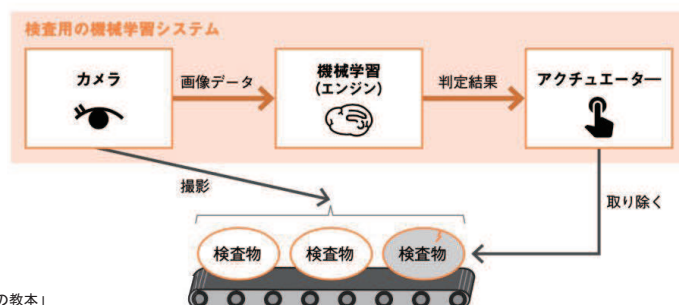 検査用の機械学習システム
カメラ
画像データ
機械学習
(エンジン)
判定結果
アクチュエーター
撮影
取り除く
検査物
検査物
検査物
の教本」